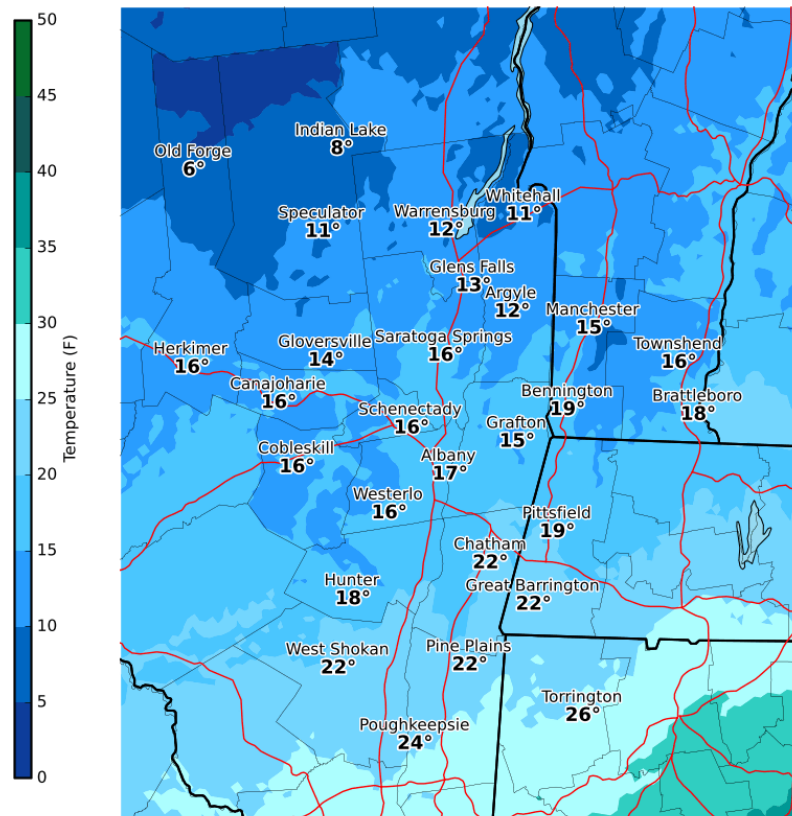 50
45
40
35
30
25
20
15
10
5
0
Temperature (F)
Indian Lake
8°
Old Forge
6°
Whitehall
11°
Speculator
11°
Warrensburg
12°
Glens Falls
13°
Argyle
12°
Manchester
15°
Saratoga Springs
16°
Gloversville
14°
Herkimer
16°
Townshend
16°
Canajoharie
16°
Bennington
19°
Brattleboro
18°
Schenectady
16°
Grafton
15°
Cobleskill
16°
Albany
17°
Westerlo
16°
Pittsfield
19°
Chatham
22°
Hunter
18°
Great Barrington
22°
West Shokan
22°
Pine Plains
22°
Torrington
26°
Poughkeepsie
24°